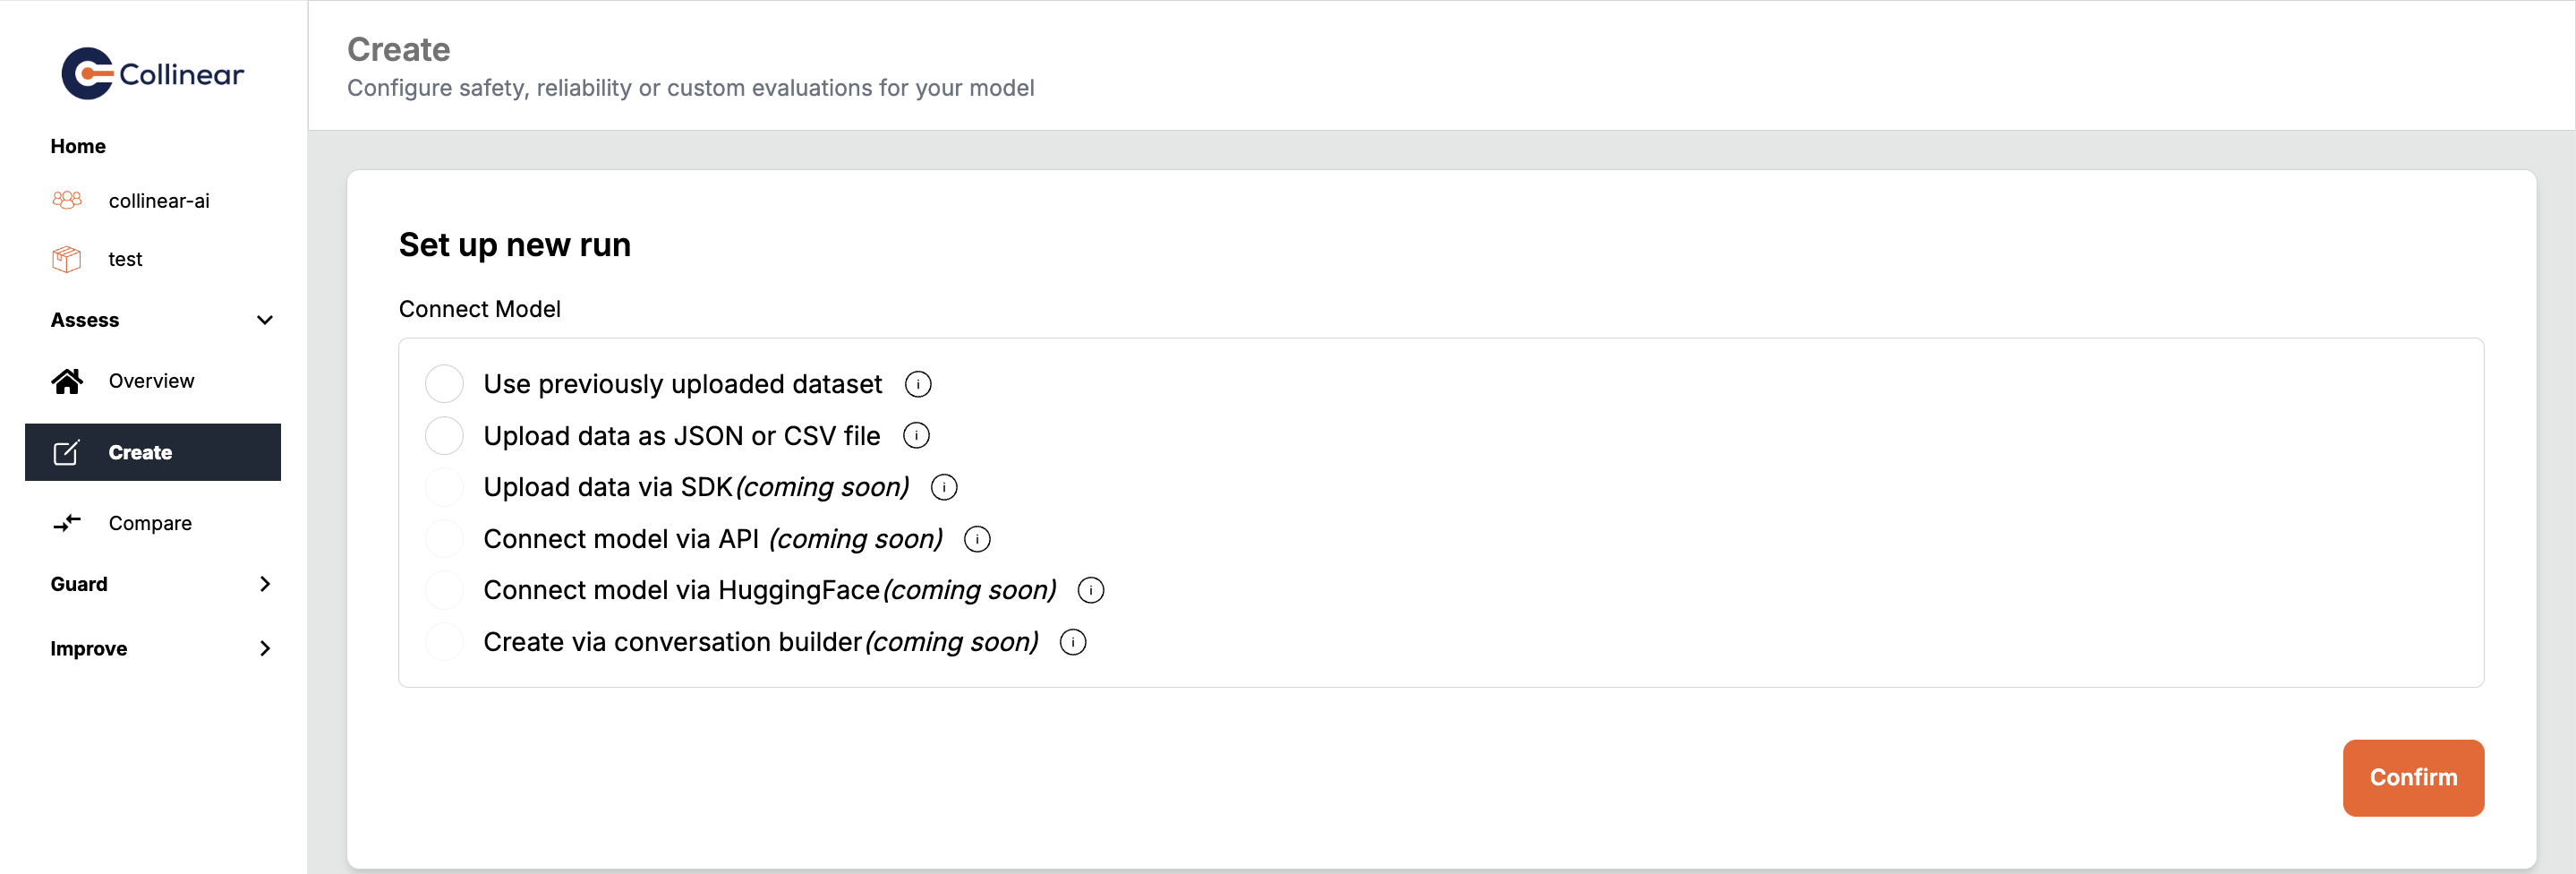 Collinear
Home
collinear-ai
test
Assess
Overview
Create
Compare
Guard
Improve
Create
Configure safety, reliability or custom evaluations for your model
Set up new run
Connect Model
Use previously uploaded dataset
Upload data as JSON or CSV file
Upload data via SDK(coming soon)
Connect model via API (coming soon)
Connect model via HuggingFace(coming soon)
Create via conversation builder(coming soon)
Confirm